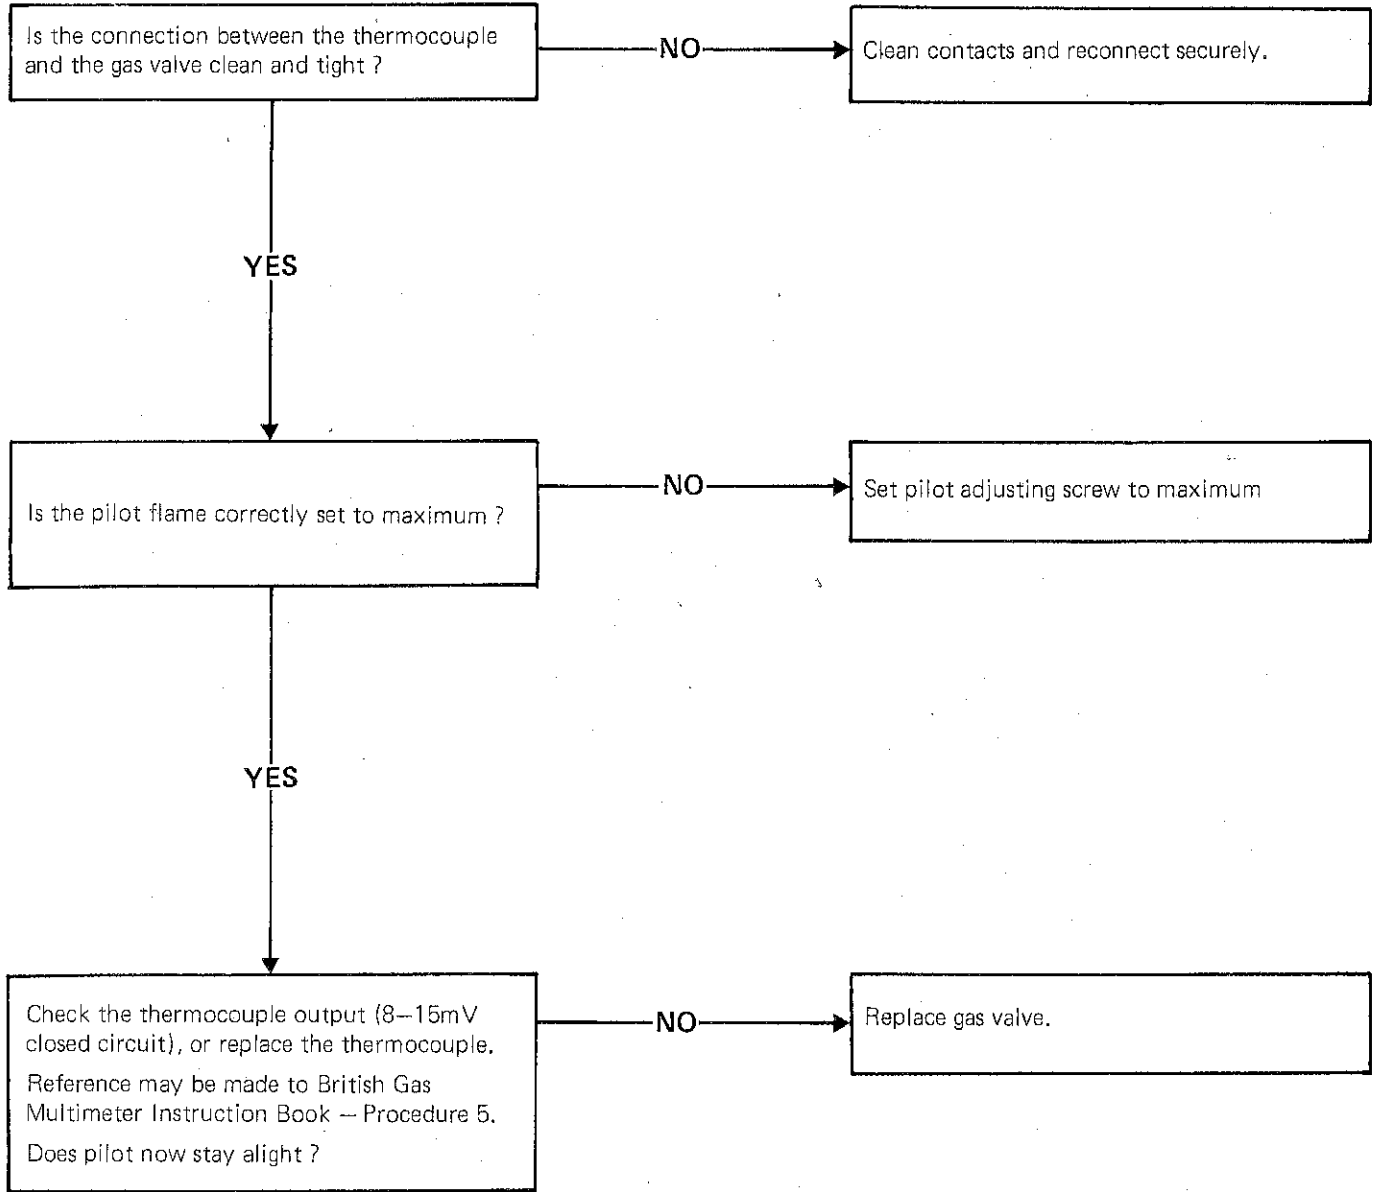 Is the connection between the thermocouple
and the gas valve clean and tight ?
NO
Clean contacts and reconnect securely.
YES
Is the pilot flame correctly set to maximum ?
NO
Set pilot adjusting screw to maximum
YES
Check the thermocouple output (8–15mV
closed circuit), or replace the thermocouple.
Reference may be made to British Gas
Multimeter Instruction Book — Procedure 5.
Does pilot now stay alight ?
NO
Replace gas valve.